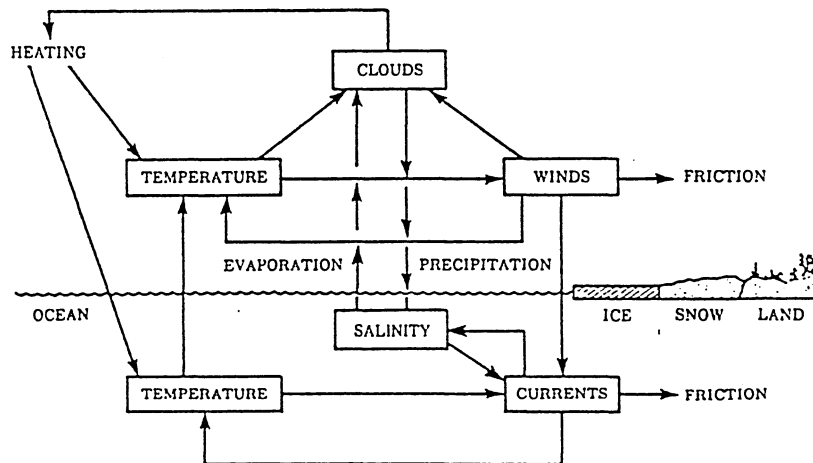 HEATING
CLOUDS
TEMPERATURE
WINDS
FRICTION
EVAPORATION
PRECIPITATION
OCEAN
SALINITY
ICE
SNOW
LAND
TEMPERATURE
CURRENTS
FRICTION